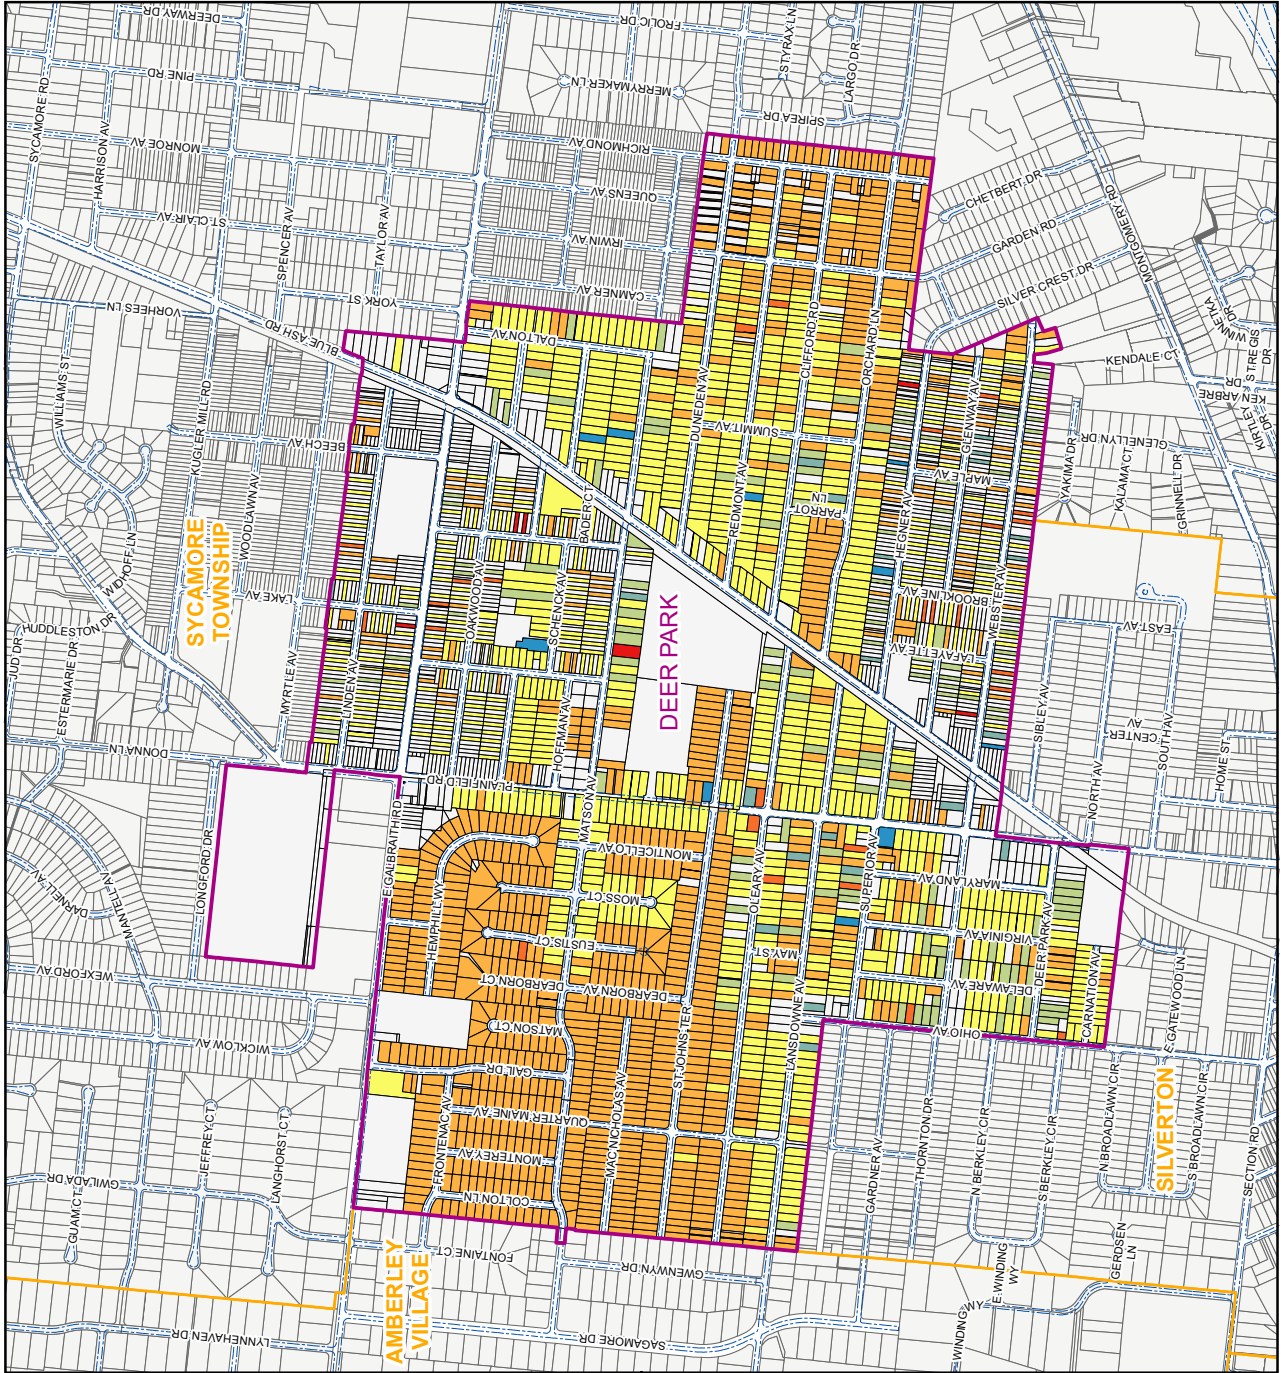 DEERWAY DR
FROLIC DR
STYRAX LN
LARGO DR
SYCAMORE RD
PINE RD
MERRYMAKER LN
HARRISON AV
MONROE AV
RICHMOND AV
SPIREA DR
QUEENS AV
CHETBERT DR
ST CLAIR AV
SPENCER AV
TAYLOR AV
IRVIN AV
GARDEN RD
MONTGOMERY RD
YORK ST
CAMNER AV
SILVER CREST DR
VORHEES LN
BLUE ASH RD
DALTON AV
CLIFFORD RD
ORCHARD LN
WINNETKA
DR
ST REGIS
DR
KENDALE CT
WILLIAMS S
KUGLER MILL RD
BEECH AV
DUNEDEN AV
SUMMIT AV
GLENWAY AV
KEN ARBRE
DR
HARTLEY
DR
GLENELLYN DR
YAKIMA DR
KALAMA CT
GRINNELL DR
WOODLAWN AV
BADER CT
REDMONT AV
PARROT
LN
HEGNER AV
MAPLE AV
SYCAMORE
TOWNSHIP
WIDHOFF LN
LAKE AV
OAKWOOD AV
SCHENCK AV
BROOKLINE AV
WEBSTER AV
LAFAYETTE AV
EAST AV
HUDDLESTON DR
JUD DR
ESTERMARIE DR
MYRTLE AV
LINDEN AV
DEER PARK
HOFFMAN AV
SIBLEY AV
CENTER
AV
SOUTH AV
HOME ST
NORTH AV
DONNA LN
PLAINFIELD RD
MATSON AV
E GALBRAITH RD
LONGFORD DR
MONTICELLO AV
OLEARY AV
SUPERIOR AV
MARYLAND AV
DARNELL AV
MANTELL AV
HEMPHILL WY
MOSS CT
EUSTIS CT
MAY ST
VIRGINIA AV
DEER PARK AV
WEXFORD AV
DEARBORN CT
DEARBORN AV
DELAWARE AV
CARNATION AV
E GATEWOOD LN
WICKLOW AV
MATSON CT
ST JOHNS TER
LANSDOWNE AV
OHIO AV
GAIL DR
MACNICHOLAS AV
QUARTER MAINE AV
FRONTENAC AV
MONTEREY AV
COLTON LN
JEFFREY CT
LANGHORST CT
GUAM CT
GWILADA DR
GARDNER AV
THORNTON DR
N BERKLEY CIR
S BERKLEY CIR
N BROADLAWN CIR
S BROADLAWN CIR
SILVERTON
SECTION RD
AMBERLEY
VILLAGE
FONTAINE CT
GWENWYN DR
E WINDING
WY
GERDSEN
LN
WINDING WY
LYNNEHAVEN DR
SAGAMORE DR